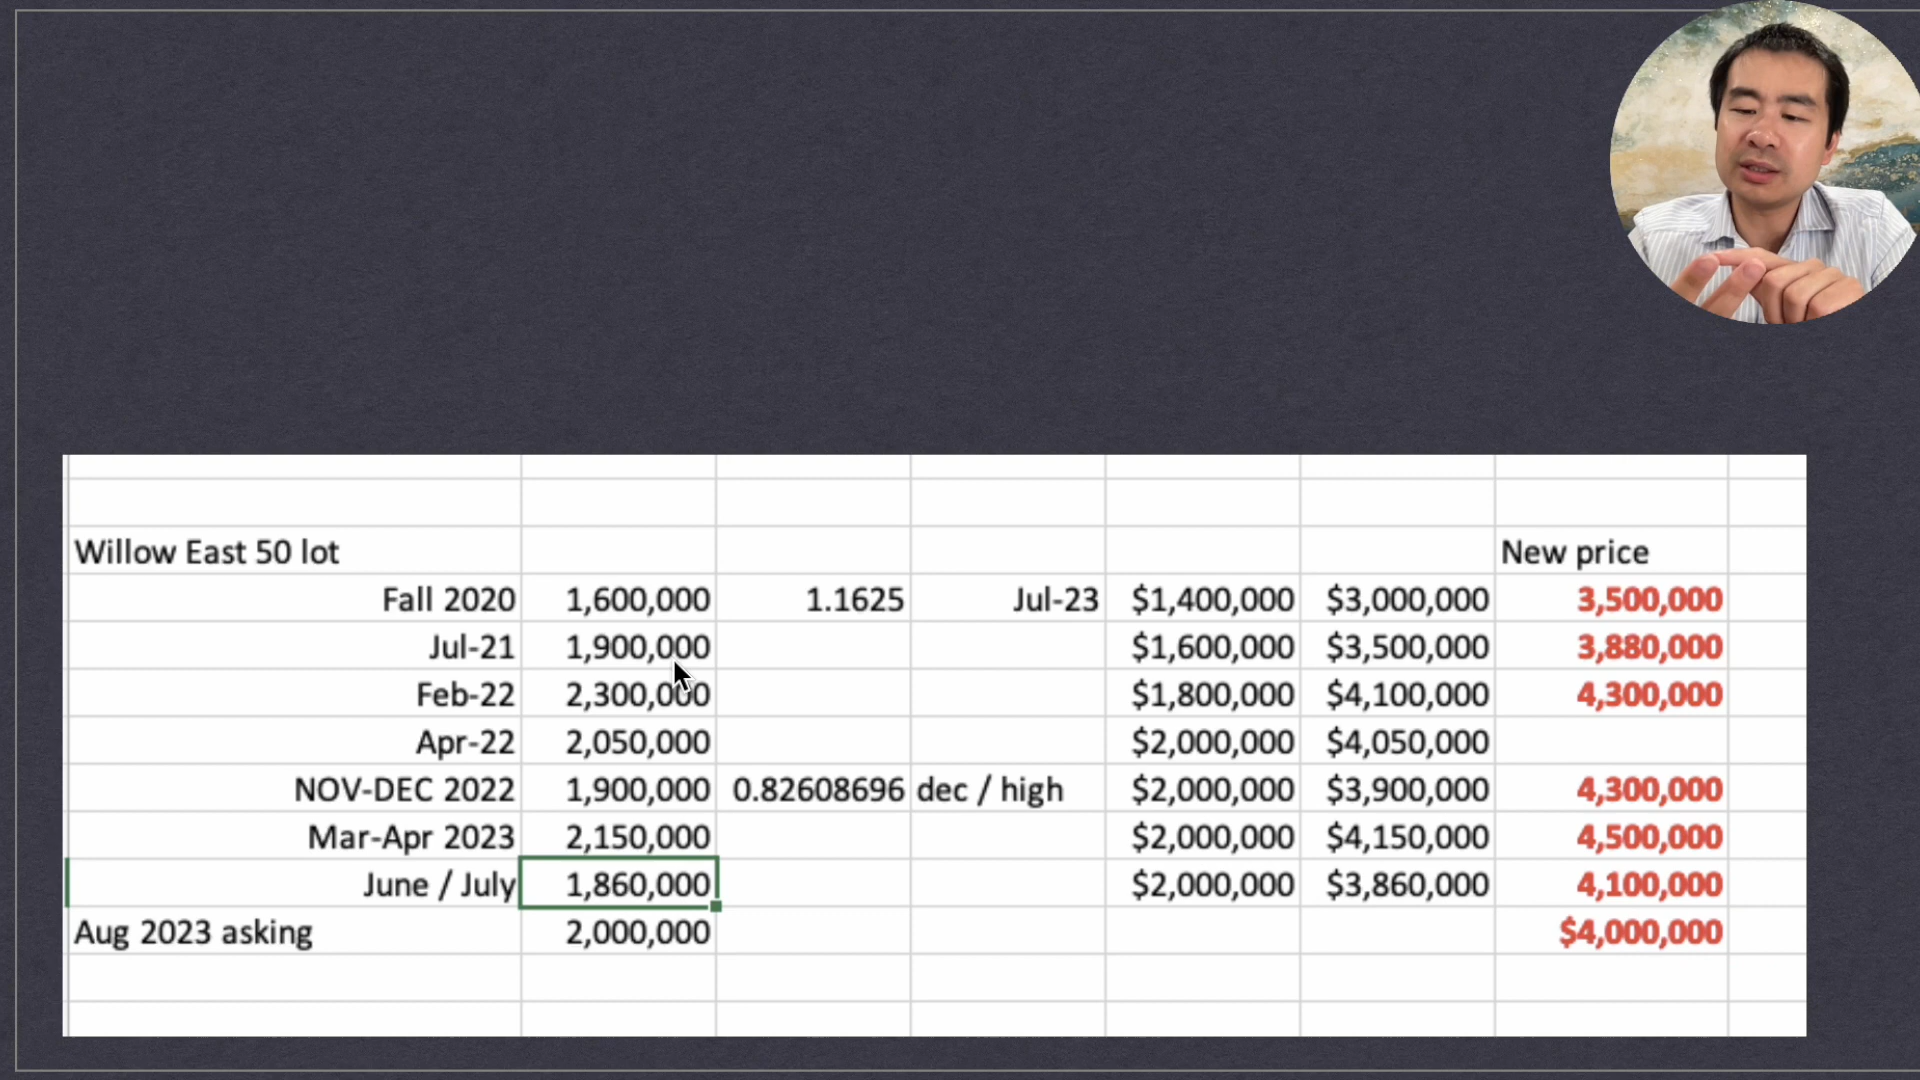 Willow East 50 lot New price
Fall 2020 1,600,000 1.1625 Jul-23 $1,400,000 $3,000,000 3,500,000
Jul-21 1,900,000 $1,600,000 $3,500,000 3,880,000
Feb-22 2,300,000 $1,800,000 $4,100,000 4,300,000
Apr-22 2,050,000 $2,000,000 $4,050,000
NOV-DEC 2022 1,900,000 0.82608696 dec / high $2,000,000 $3,900,000 4,300,000
Mar-Apr 2023 2,150,000 $2,000,000 $4,150,000 4,500,000
June / July 1,860,000 $2,000,000 $3,860,000 4,100,000
Aug 2023 asking 2,000,000 $4,000,000